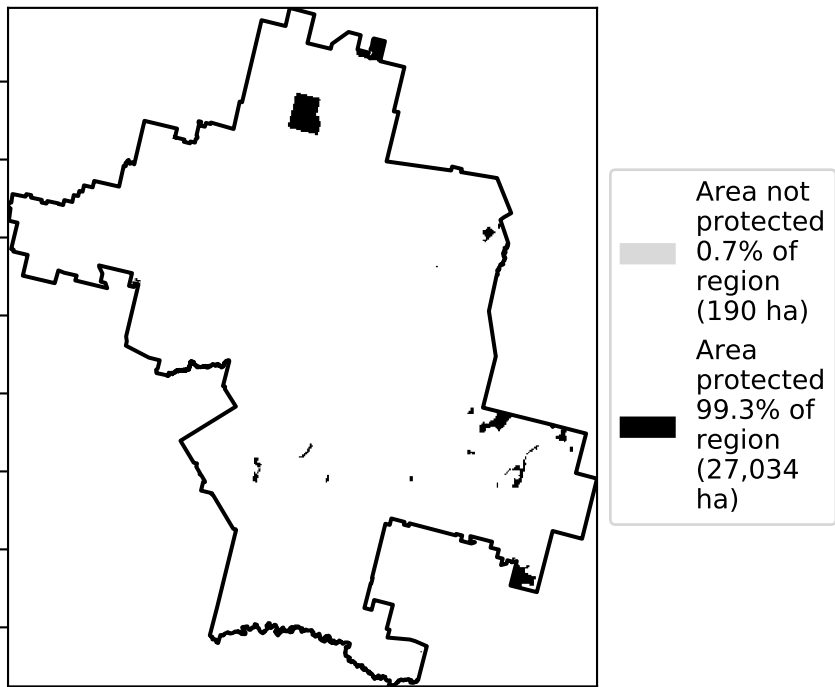 Area not
protected
0.7% of
region
(190 ha)
Area
protected
99.3% of
region
(27,034
ha)